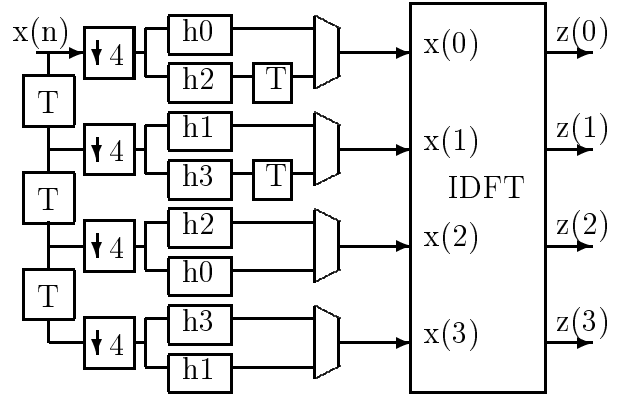 x(n)
4
h0
h2
T
x(0)
z(0)
T
4
h1
h3
T
x(1)
z(1)
IDFT
T
4
h2
h0
x(2)
z(2)
T
4
h3
h1
x(3)
z(3)